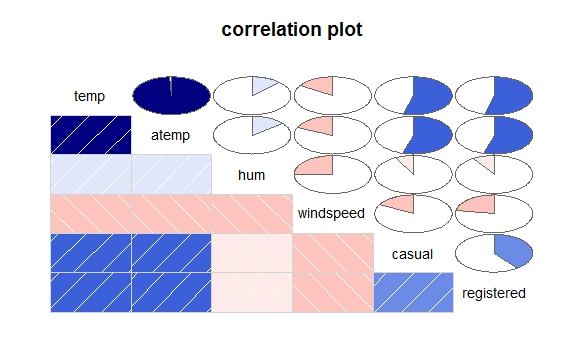 correlation plot
temp
atemp
hum
windspeed
casual
registered